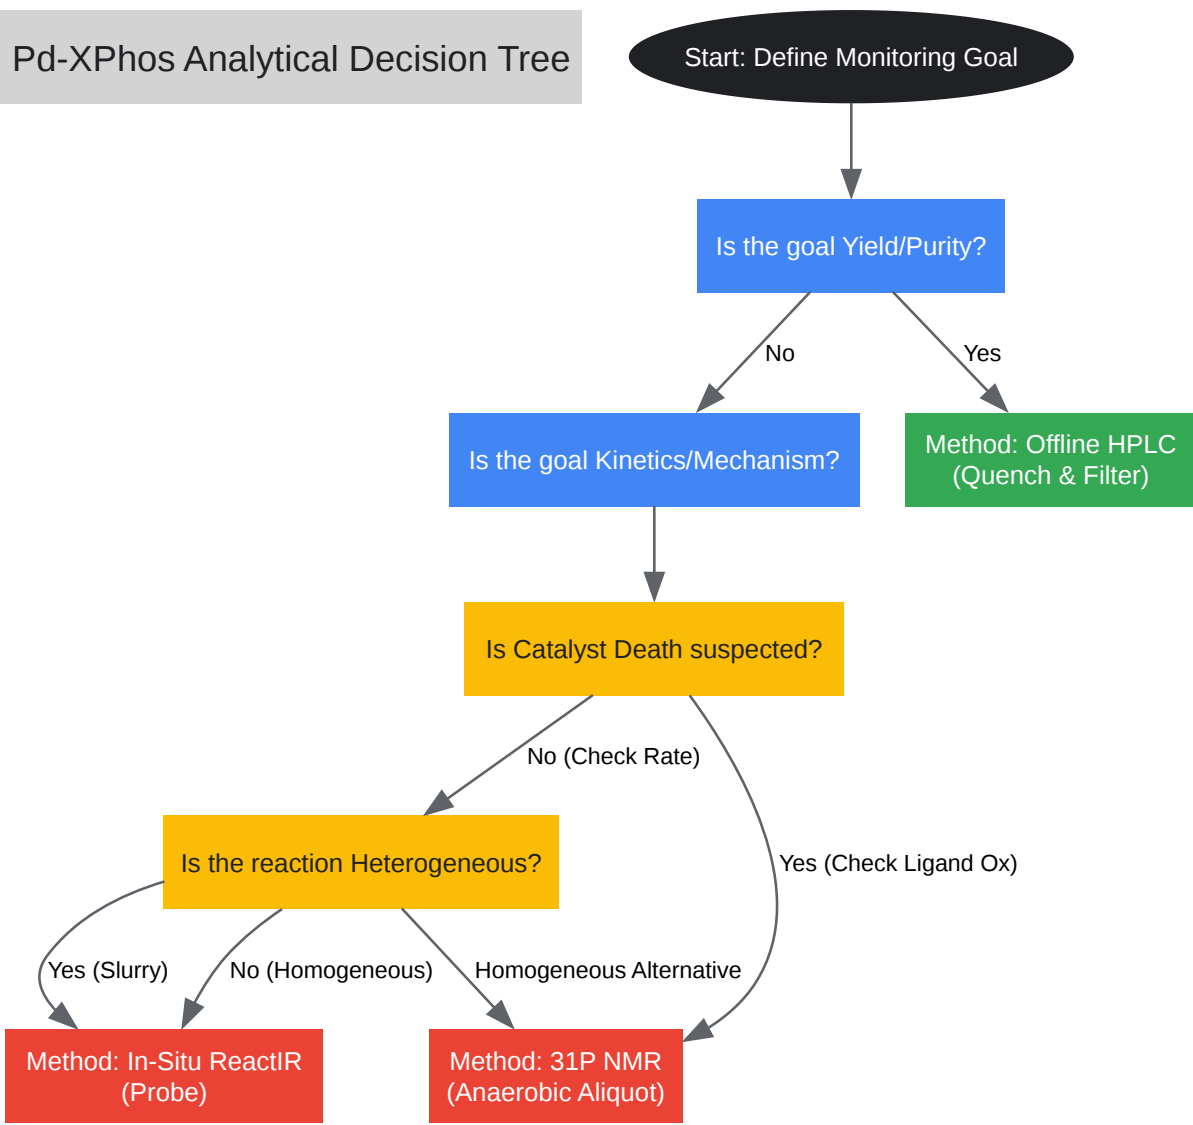 Pd-XPhos Analytical Decision Tree
Start: Define Monitoring Goal
Is the goal Yield/Purity?
No
Yes
Is the goal Kinetics/Mechanism?
Method: Offline HPLC
(Quench & Filter)
Is Catalyst Death suspected?
No (Check Rate)
Is the reaction Heterogeneous?
Yes (Check Ligand Ox)
Yes (Slurry)
No (Homogeneous)
Homogeneous Alternative
Method: In-Situ ReactIR
(Probe)
Method: 31P NMR
(Anaerobic Aliquot)